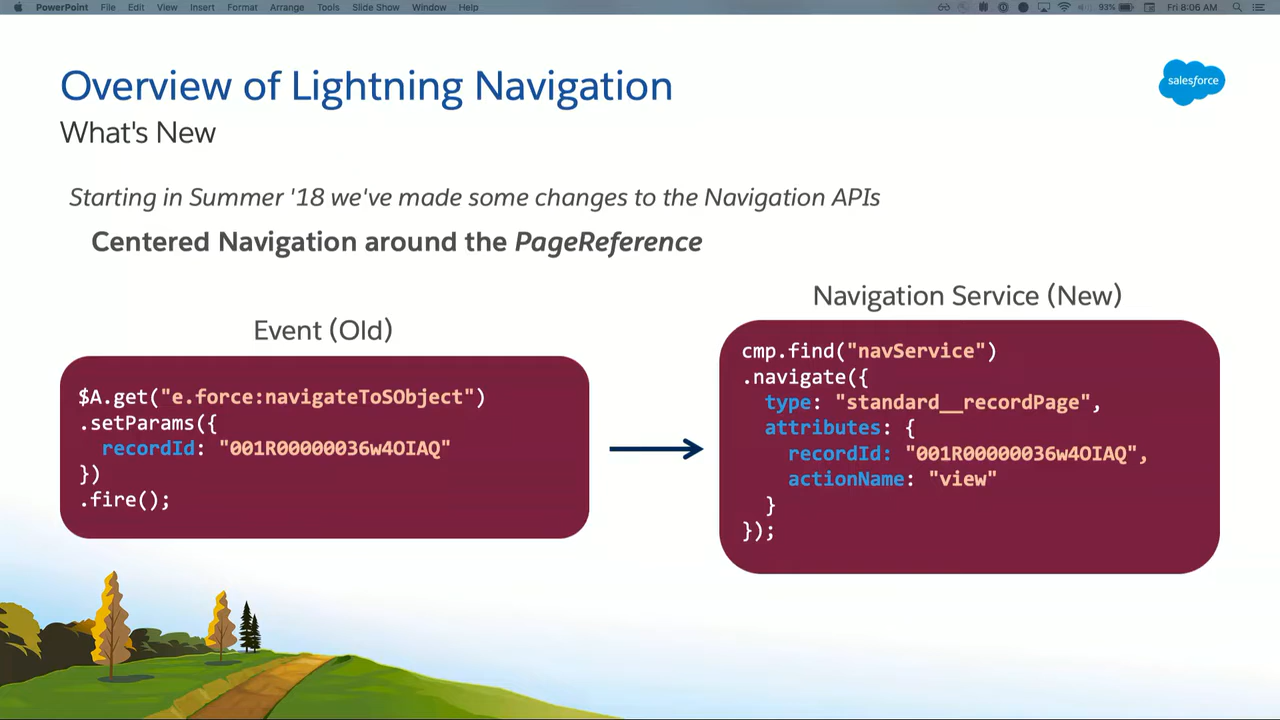 PowerPoint File Edit View Insert Format Arrange Tools Slide Show Window Help 93% Fri 8:06 AM
Overview of Lightning Navigation
salesforce
What's New
Starting in Summer '18 we've made some changes to the Navigation APIs
Centered Navigation around the PageReference
Event (Old)
$A.get("e.force:navigateToSObject")
.setParams({
recordId: "001R00000036w4OIAQ"
})
.fire();
Navigation Service (New)
cmp.find("navService")
.navigate({
type: "standard__recordPage",
attributes: {
recordId: "001R00000036w4OIAQ",
actionName: "view"
}
});